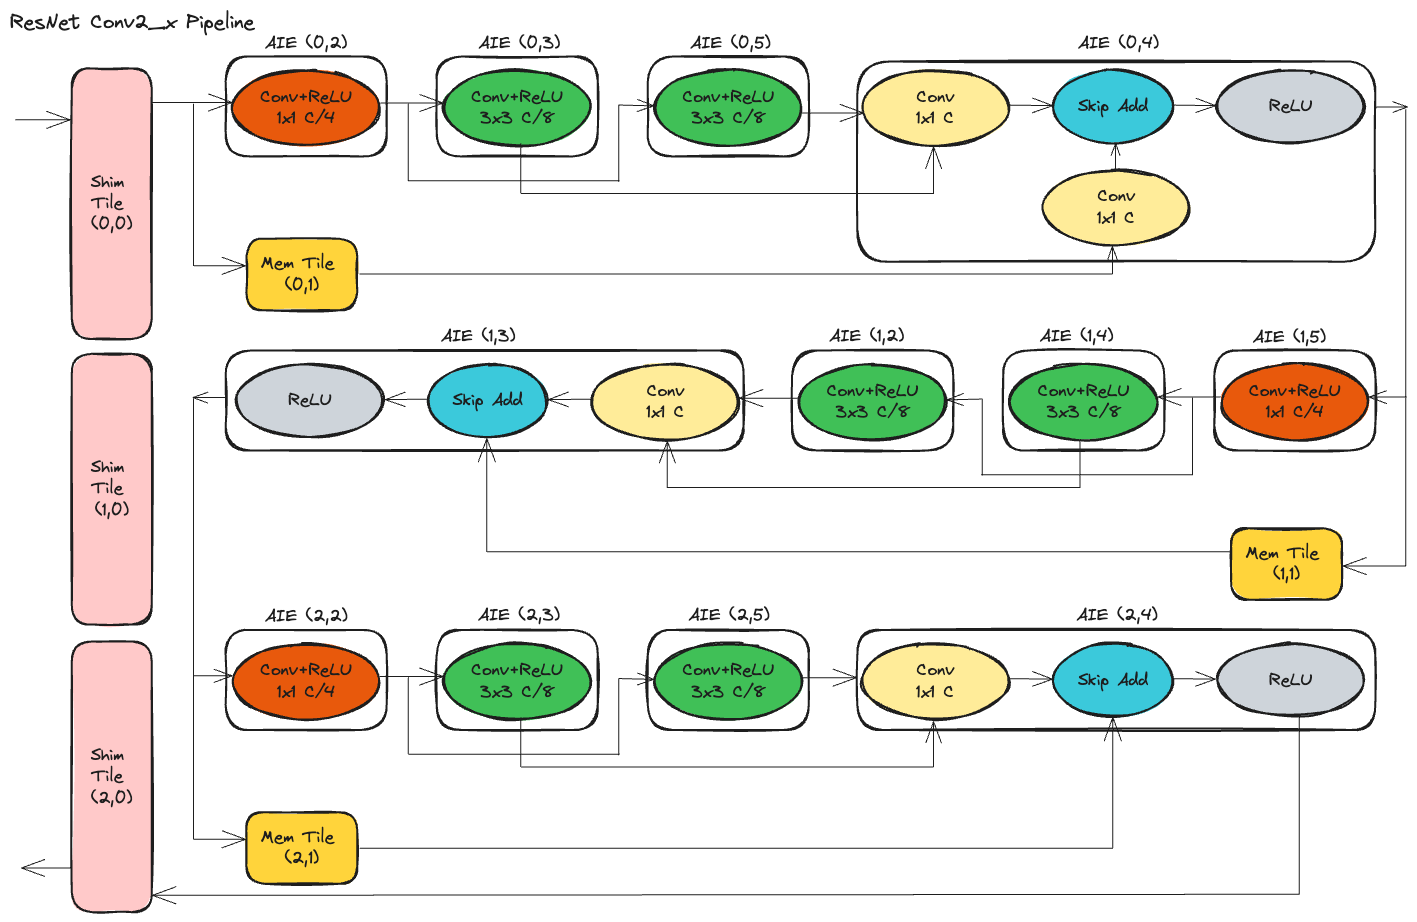 ResNet Conv2_x Pipeline
AIE (0,2)
AIE (0,3)
AIE (0,5)
AIE (0,4)
Conv+ReLU
1x1 C/4
Conv+ReLU
3x3 C/8
Conv+ReLU
3x3 C/8
Conv
1x1 C
Skip Add
ReLU
Shim
Tile
(0,0)
Conv
1x1 C
Mem Tile
(0,1)
AIE (1,3)
AIE (1,2)
AIE (1,4)
AIE (1,5)
ReLU
Skip Add
Conv
1x1 C
Conv+ReLU
3x3 C/8
Conv+ReLU
3x3 C/8
Conv+ReLU
1x1 C/4
Shim
Tile
(1,0)
Mem Tile
(1,1)
AIE (2,2)
AIE (2,3)
AIE (2,5)
AIE (2,4)
Conv+ReLU
1x1 C/4
Conv+ReLU
3x3 C/8
Conv+ReLU
3x3 C/8
Conv
1x1 C
Skip Add
ReLU
Shim
Tile
(2,0)
Mem Tile
(2,1)